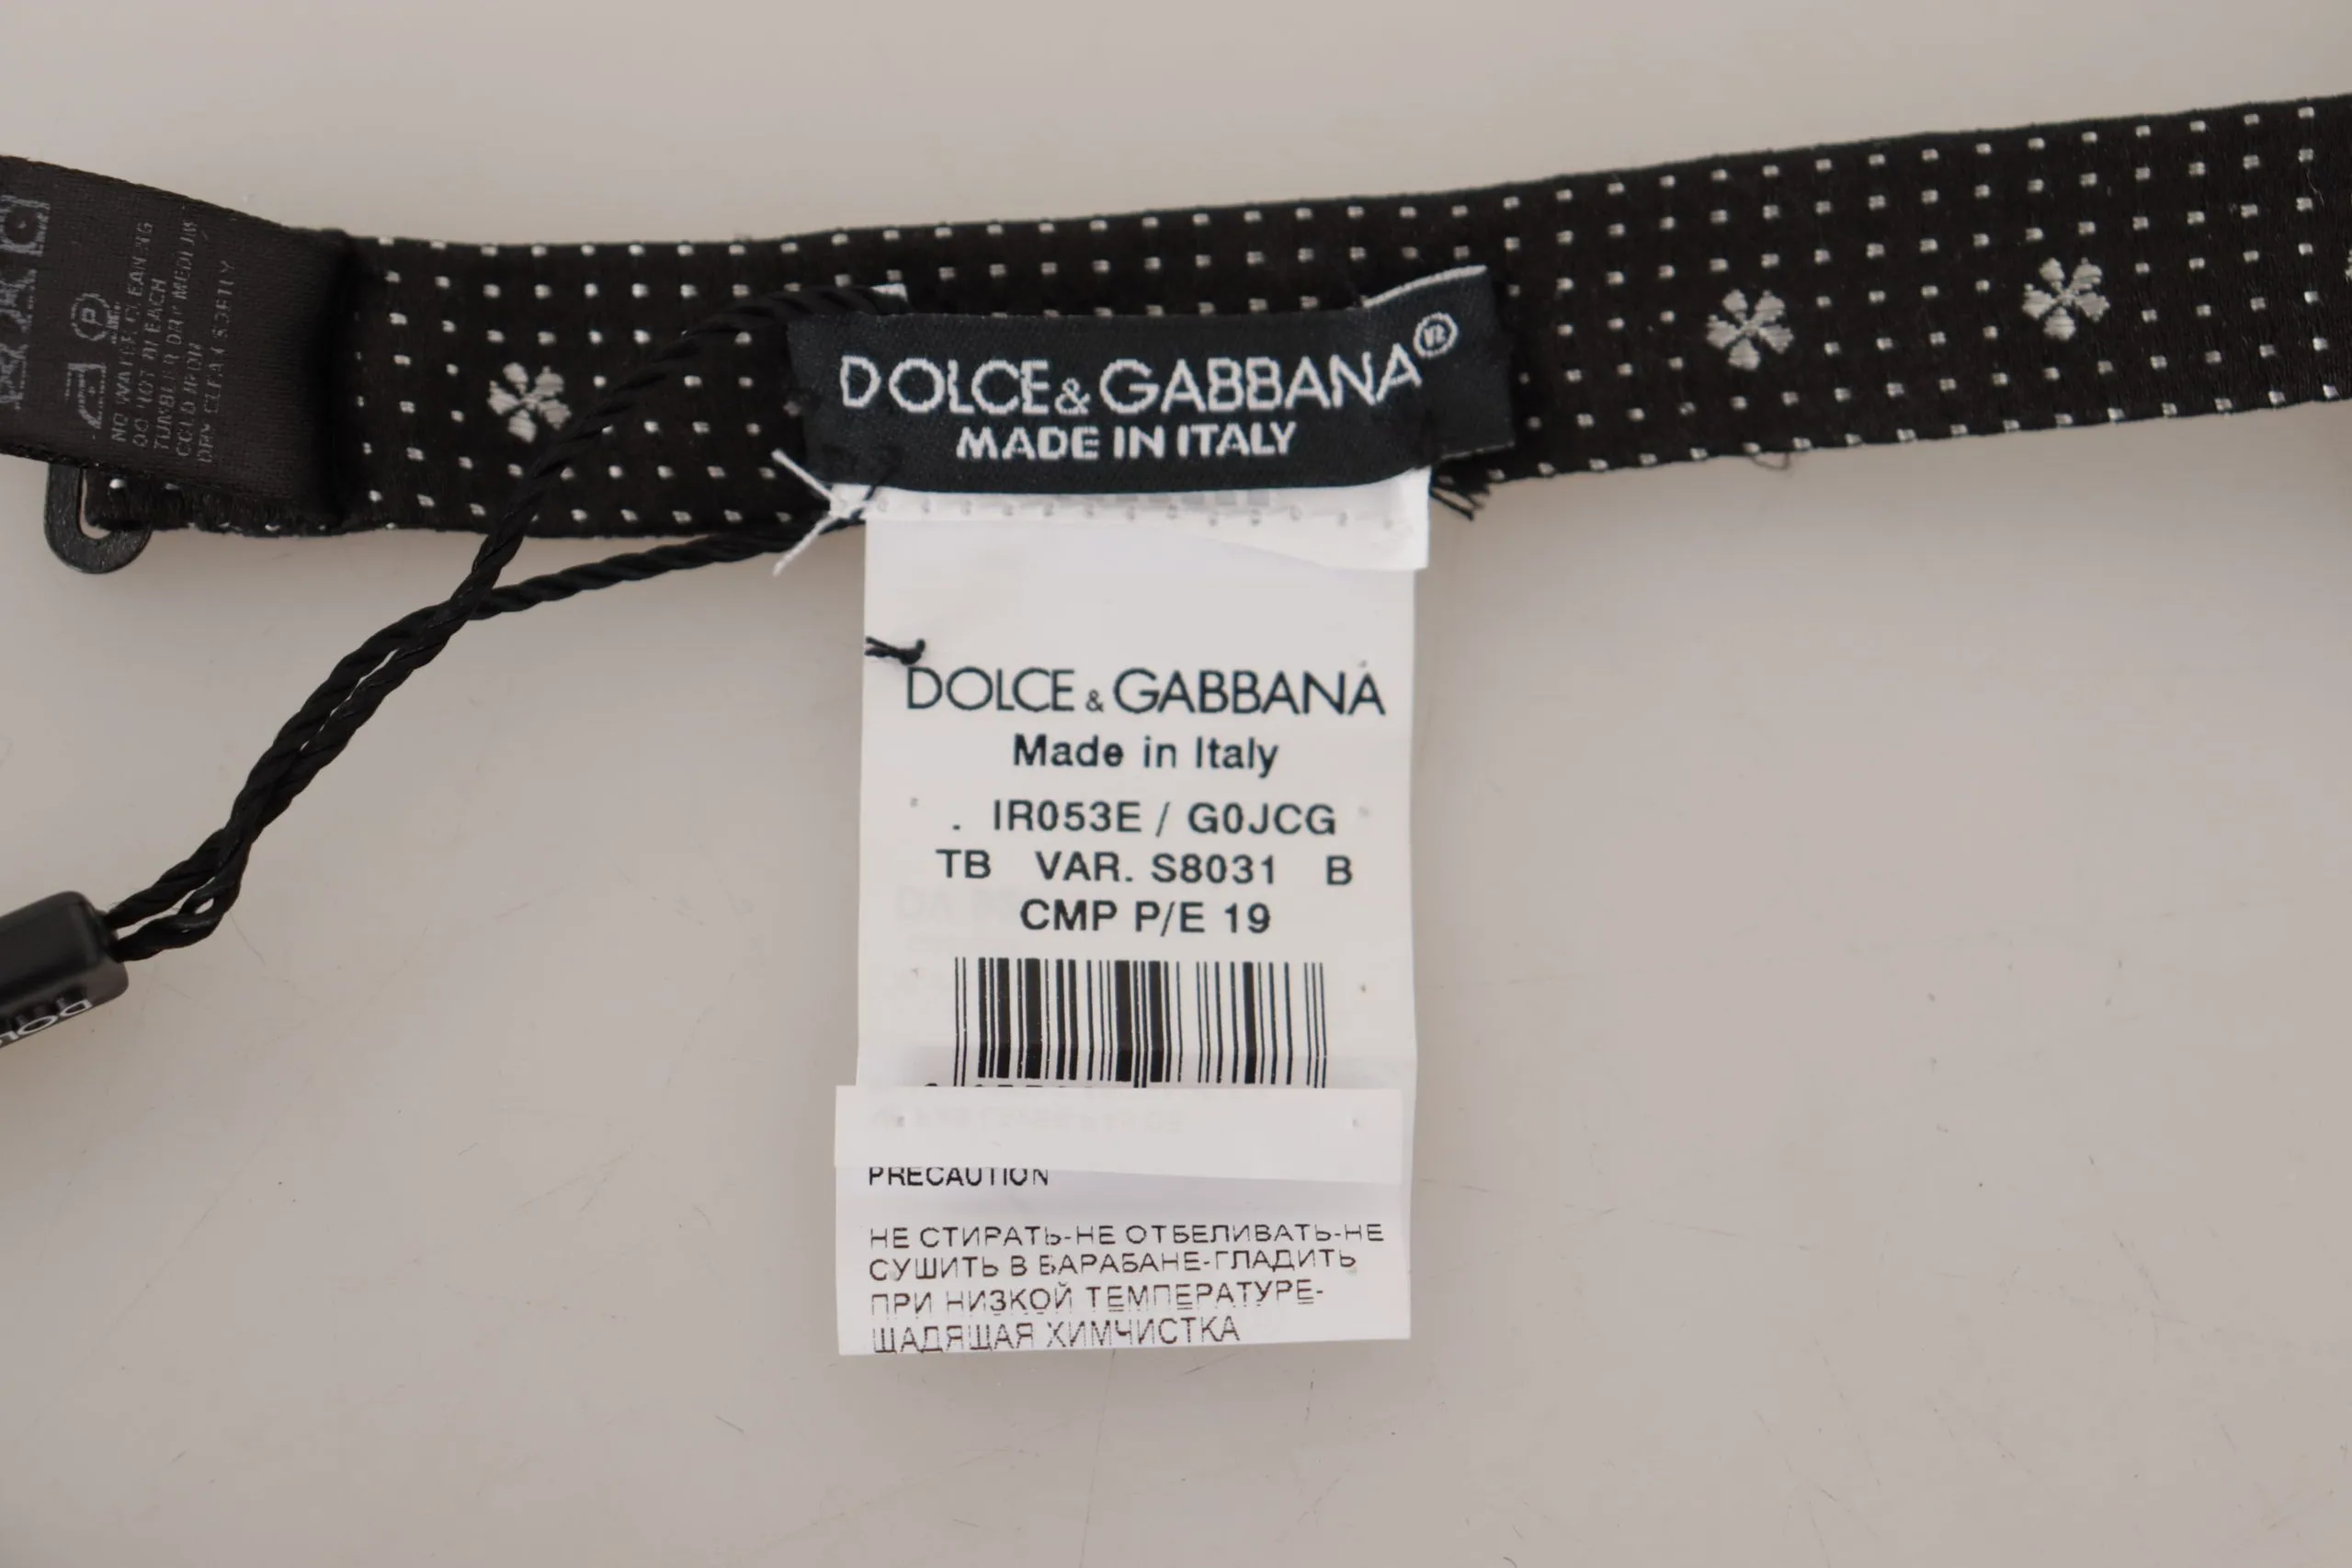 NO WATER CLEANING
DO NOT BLEACH
TUMBLER DRY MEDIUM
COLD IRON
DRY CLEAN SOFTLY
P
DOLCE&GABBANA®
MADE IN ITALY
DOLCE&GABBANA
Made in Italy
. IR053E / G0JCG
TB VAR. S8031 B
CMP P/E 19
PRECAUTION
НЕ СТИРАТЬ-НЕ ОТБЕЛИВАТЬ-НЕ
СУШИТЬ В БАРАБАНЕ-ГЛАДИТЬ
ПРИ НИЗКОЙ ТЕМПЕРАТУРЕ-
ЩАДЯЩАЯ ХИМЧИСТКА
DOL